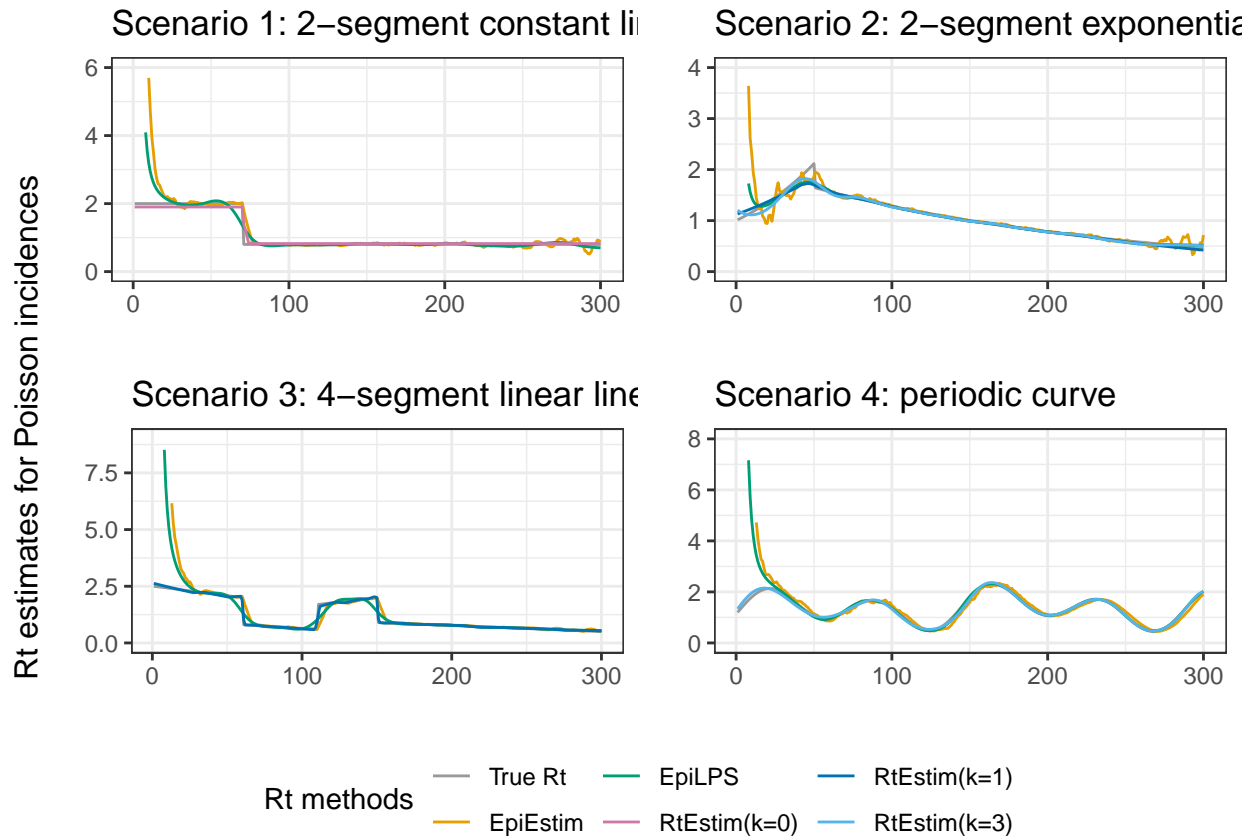 Scenario 1: 2−segment constant li
Scenario 2: 2−segment exponentia
Rt estimates for Poisson incidences
6
4
2
0
0 100 200 300
4
3
2
1
0
0 100 200 300
Scenario 3: 4−segment linear line
Scenario 4: periodic curve
7.5
5.0
2.5
0.0
0 100 200 300
8
6
4
2
0
0 100 200 300
Rt methods
True Rt
EpiEstim
EpiLPS
RtEstim(k=0)
RtEstim(k=1)
RtEstim(k=3)